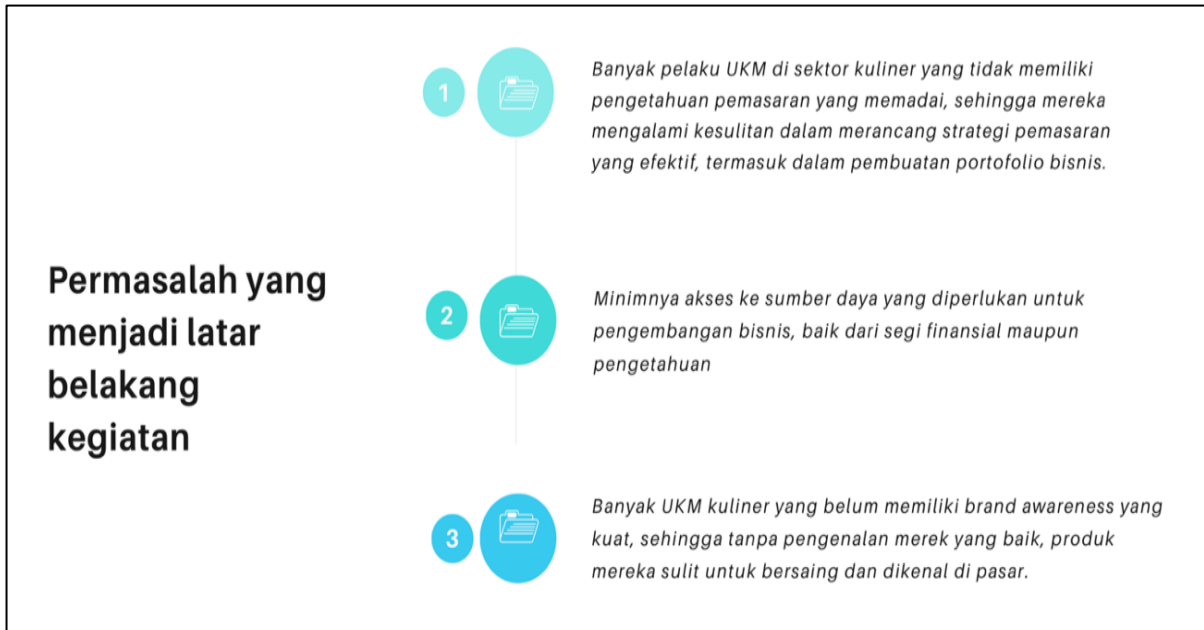 Permasalah yang
menjadi latar
belakang
kegiatan
1
Banyak pelaku UKM di sektor kuliner yang tidak memiliki
pengetahuan pemasaran yang memadai, sehingga mereka
mengalami kesulitan dalam merancang strategi pemasaran
yang efektif, termasuk dalam pembuatan portofolio bisnis.
2
Minimnya akses ke sumber daya yang diperlukan untuk
pengembangan bisnis, baik dari segi finansial maupun
pengetahuan
3
Banyak UKM kuliner yang belum memiliki brand awareness yang
kuat, sehingga tanpa pengenalan merek yang baik, produk
mereka sulit untuk bersaing dan dikenal di pasar.